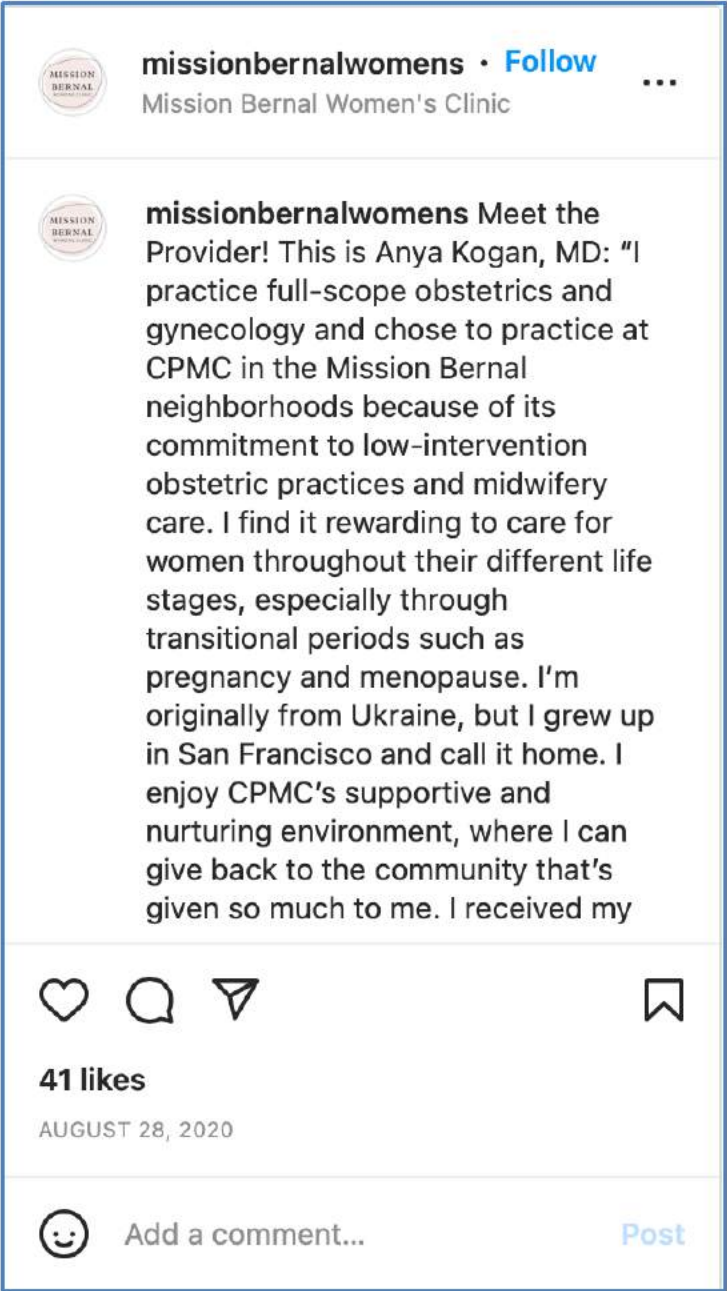 MISSION
BERNAL
missionbernalwomens • Follow
Mission Bernal Women's Clinic
MISSION
BERNAL
missionbernalwomens Meet the
Provider! This is Anya Kogan, MD: “I
practice full-scope obstetrics and
gynecology and chose to practice at
CPMC in the Mission Bernal
neighborhoods because of its
commitment to low-intervention
obstetric practices and midwifery
care. I find it rewarding to care for
women throughout their different life
stages, especially through
transitional periods such as
pregnancy and menopause. I’m
originally from Ukraine, but I grew up
in San Francisco and call it home. I
enjoy CPMC’s supportive and
nurturing environment, where I can
give back to the community that’s
given so much to me. I received my
41 likes
AUGUST 28, 2020
Add a comment...
Post